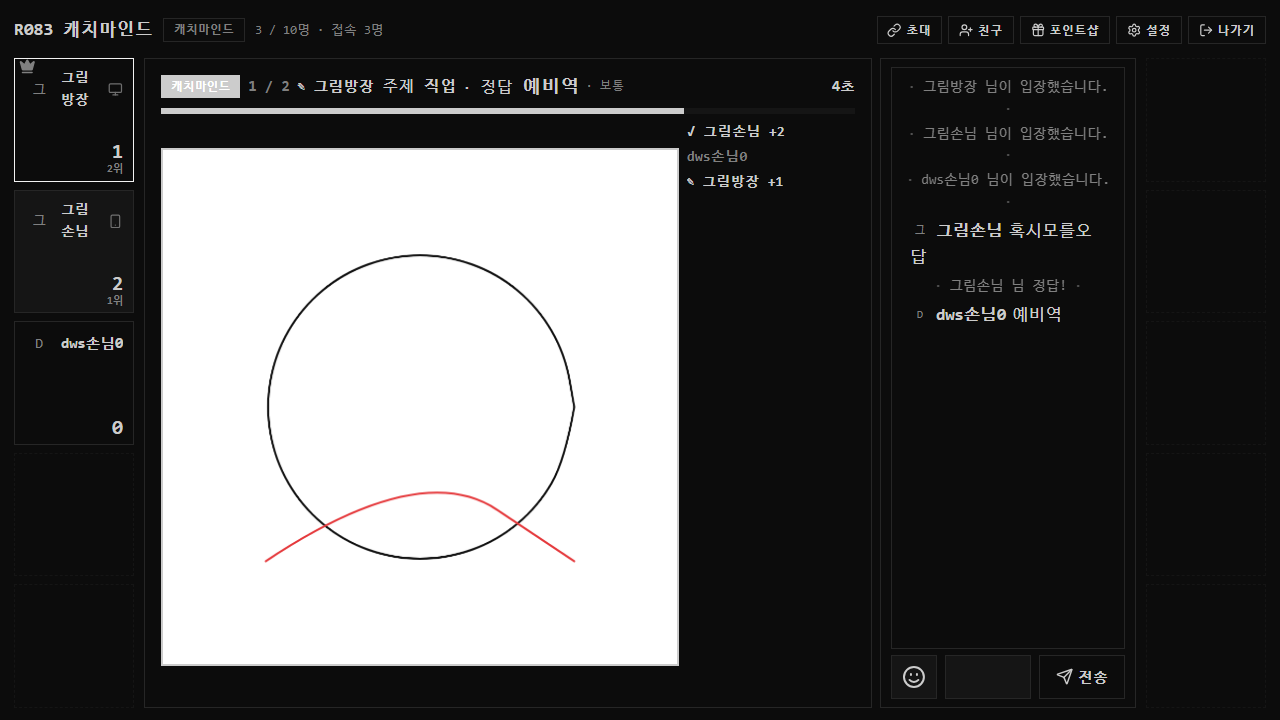 R083 캐치마인드 캐치마인드 3 / 10명 · 접속 3명
초대 친구 포인트샵 설정 나가기
그 그림방장
1
2위
그 그림손님
2
1위
D dws손님0
0
캐치마인드 1 / 2 ✎ 그림방장 주제 직업 · 정답 예비역 · 보통 4초
✓ 그림손님 +2
dws손님0
✎ 그림방장 +1
· 그림방장 님이 입장했습니다. ·
· 그림손님 님이 입장했습니다. ·
· dws손님0 님이 입장했습니다. ·
그 그림손님 혹시모를오답
· 그림손님 님 정답! ·
D dws손님0 예비역
전송